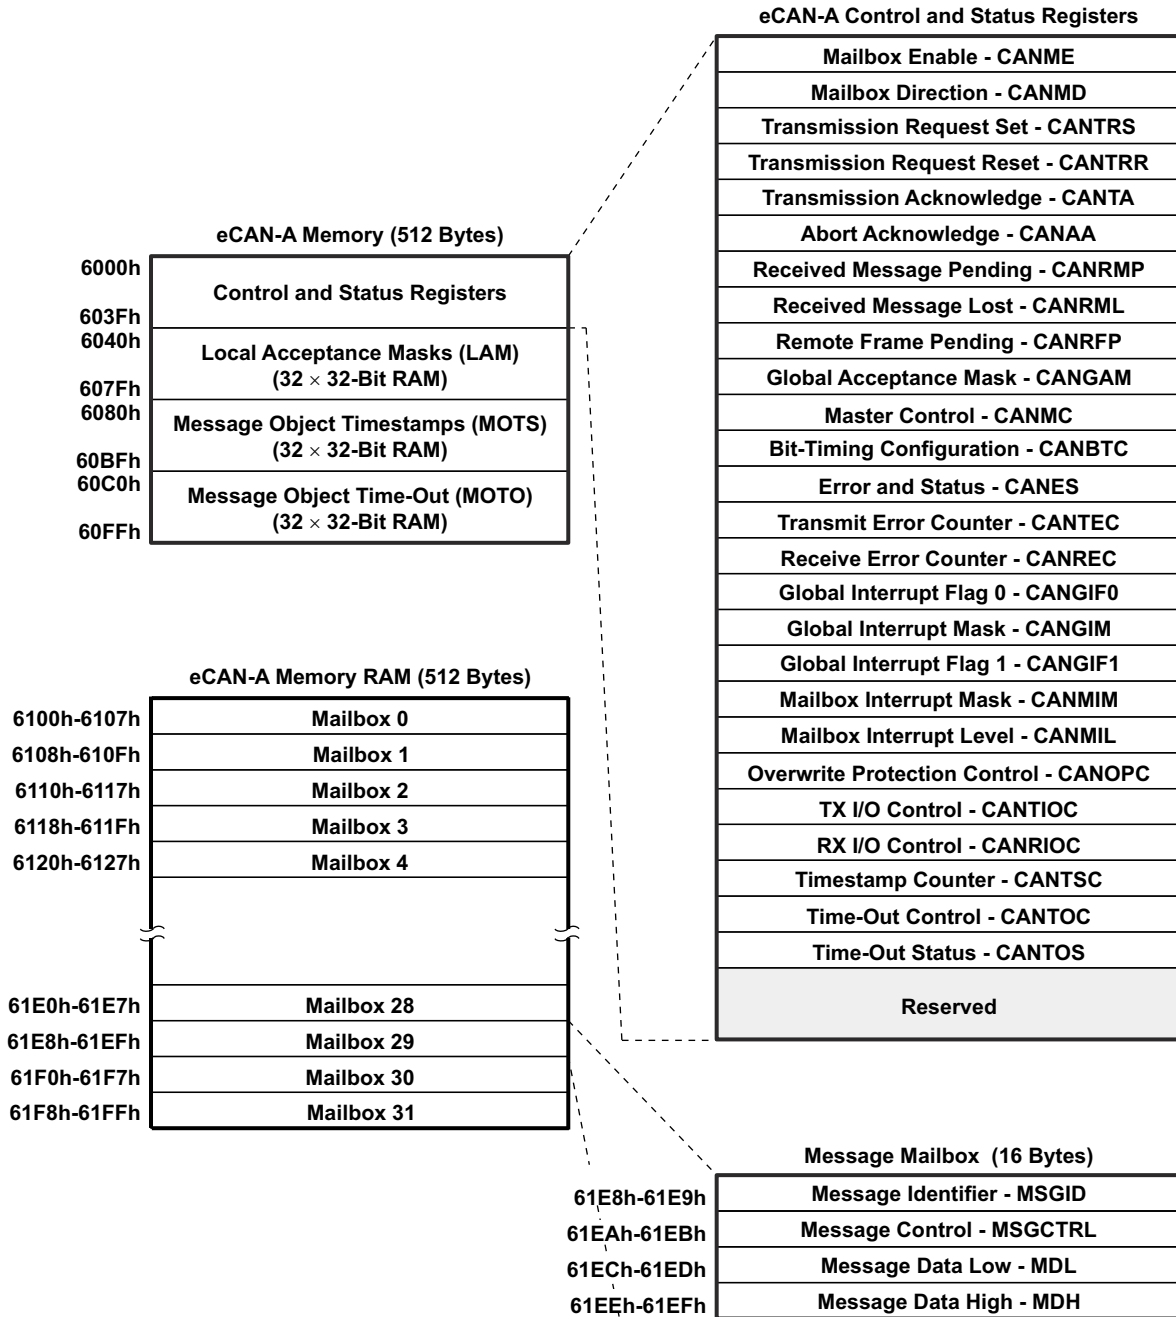 eCAN-A Control and Status Registers
Mailbox Enable - CANME
Mailbox Direction - CANMD
Transmission Request Set - CANTRS
Transmission Request Reset - CANTRR
Transmission Acknowledge - CANTA
Abort Acknowledge - CANAA
Received Message Pending - CANRMP
Received Message Lost - CANRML
Remote Frame Pending - CANRFP
Global Acceptance Mask - CANGAM
Master Control - CANMC
Bit-Timing Configuration - CANBTC
Error and Status - CANES
Transmit Error Counter - CANTEC
Receive Error Counter - CANREC
Global Interrupt Flag 0 - CANGIF0
Global Interrupt Mask - CANGIM
Global Interrupt Flag 1 - CANGIF1
Mailbox Interrupt Mask - CANMIM
Mailbox Interrupt Level - CANMIL
Overwrite Protection Control - CANOPC
TX I/O Control - CANTIOC
RX I/O Control - CANRIOC
Timestamp Counter - CANTSC
Time-Out Control - CANTOC
Time-Out Status - CANTOS
Reserved
eCAN-A Memory (512 Bytes)
6000h
Control and Status Registers
603Fh
6040h
Local Acceptance Masks (LAM)
(32 × 32-Bit RAM)
607Fh
6080h
Message Object Timestamps (MOTS)
(32 × 32-Bit RAM)
60BFh
60C0h
Message Object Time-Out (MOTO)
(32 × 32-Bit RAM)
60FFh
eCAN-A Memory RAM (512 Bytes)
6100h-6107h Mailbox 0
6108h-610Fh Mailbox 1
6110h-6117h Mailbox 2
6118h-611Fh Mailbox 3
6120h-6127h Mailbox 4
61E0h-61E7h Mailbox 28
61E8h-61EFh Mailbox 29
61F0h-61F7h Mailbox 30
61F8h-61FFh Mailbox 31
Message Mailbox (16 Bytes)
61E8h-61E9h Message Identifier - MSGID
61EAh-61EBh Message Control - MSGCTRL
61ECh-61EDh Message Data Low - MDL
61EEh-61EFh Message Data High - MDH